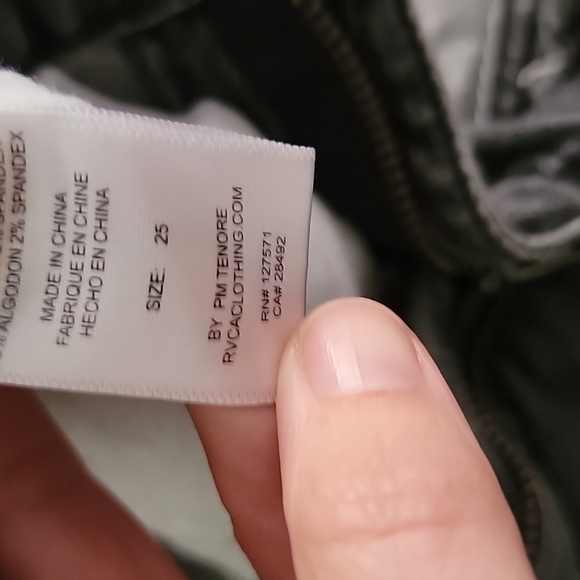 ALGODON 2% SPANDEX
MADE IN CHINA
FABRIQUE EN CHINE
HECHO EN CHINA
SIZE: 25
BY PM TENORE
RVCACLOTHING.COM
RN# 127571
CA# 28492